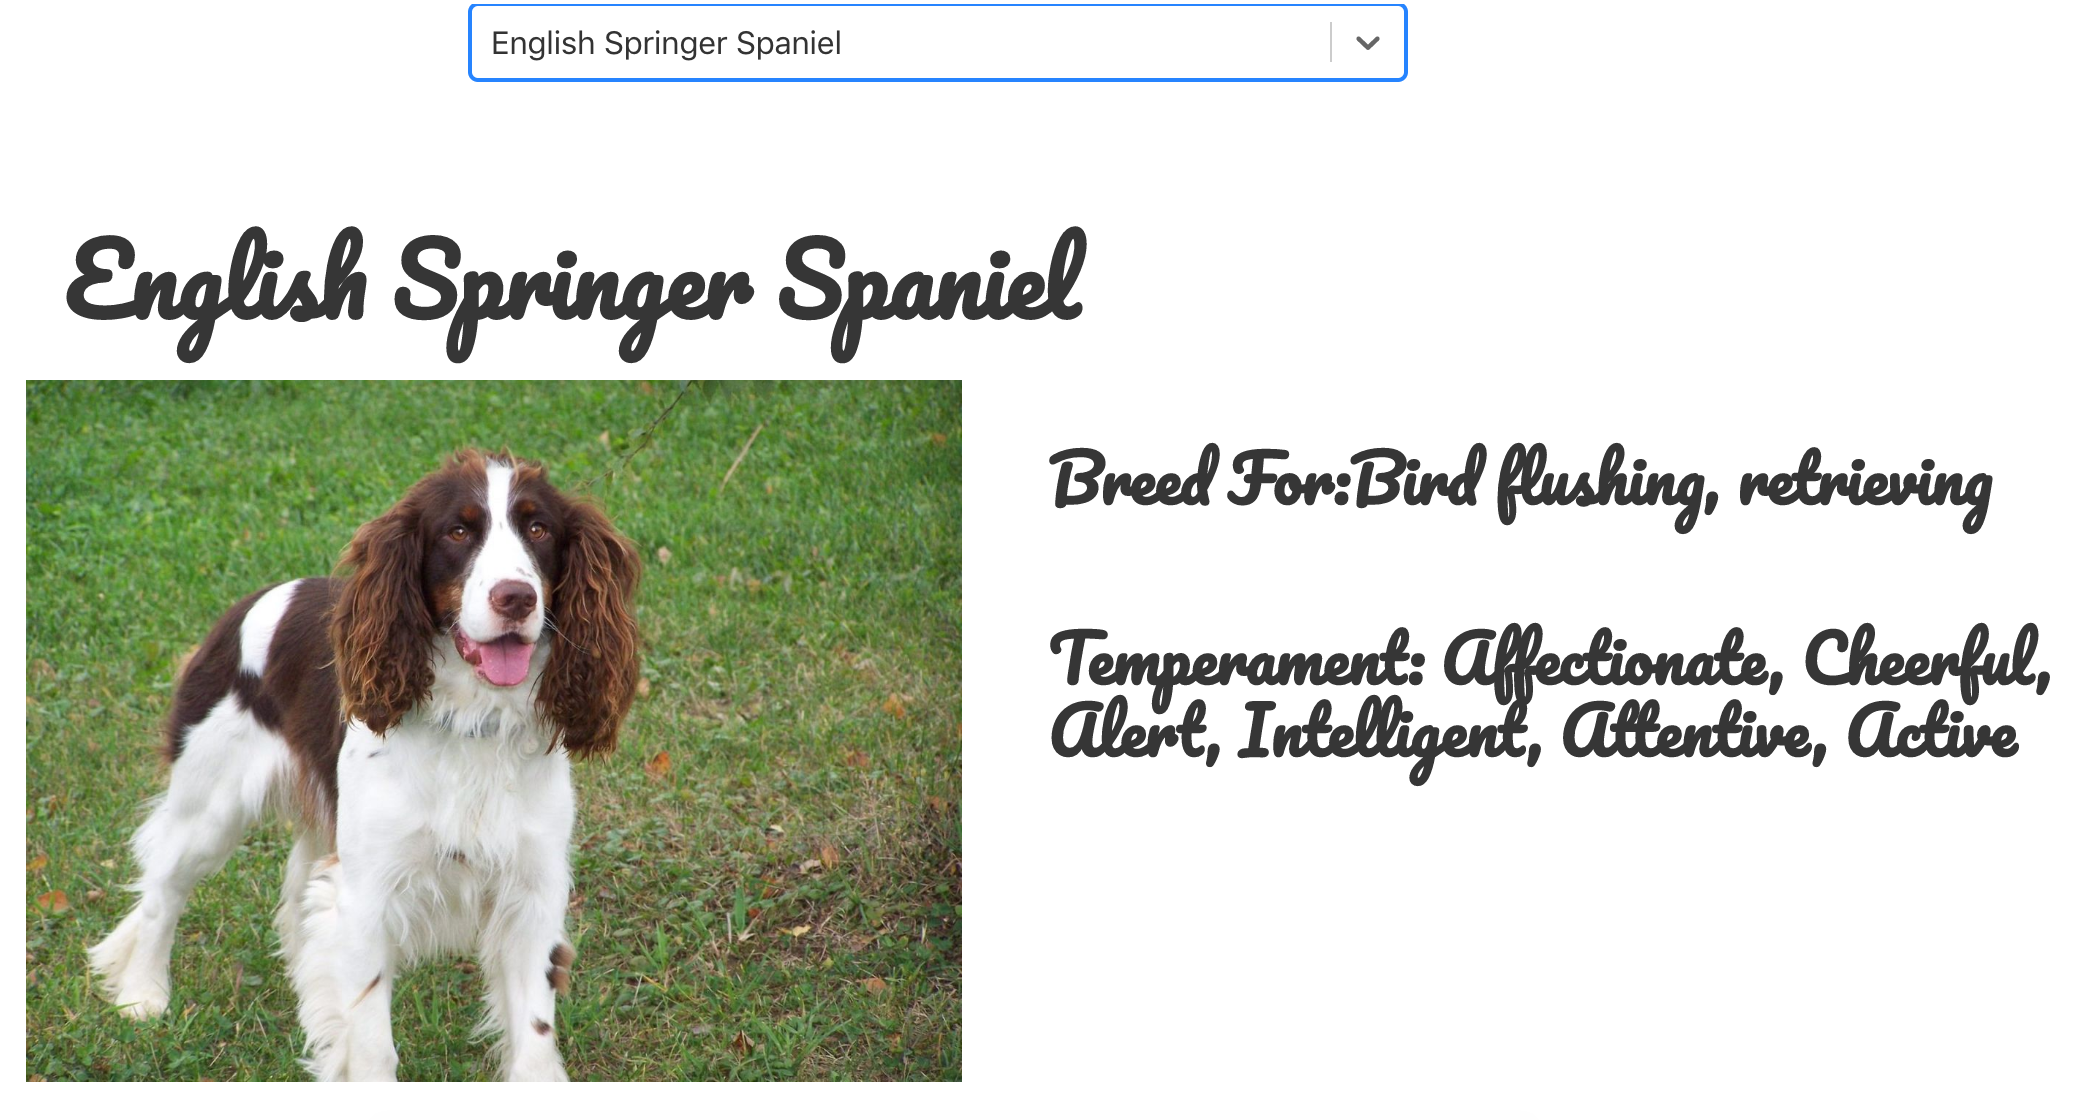 English Springer Spaniel
English Springer Spaniel
Breed For:Bird flushing, retrieving
Temperament: Affectionate, Cheerful,
Alert, Intelligent, Attentive, Active